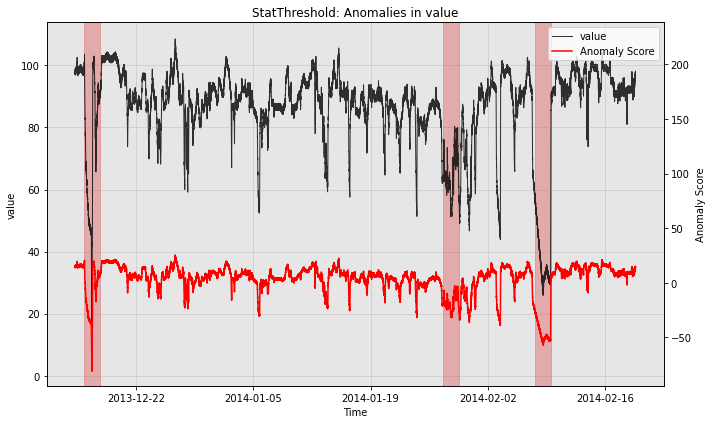 StatThreshold: Anomalies in value
value
Anomaly Score
100
80
60
40
20
0
value
200
150
100
50
0
−50
Anomaly Score
2013-12-22
2014-01-05
2014-01-19
2014-02-02
2014-02-16
Time